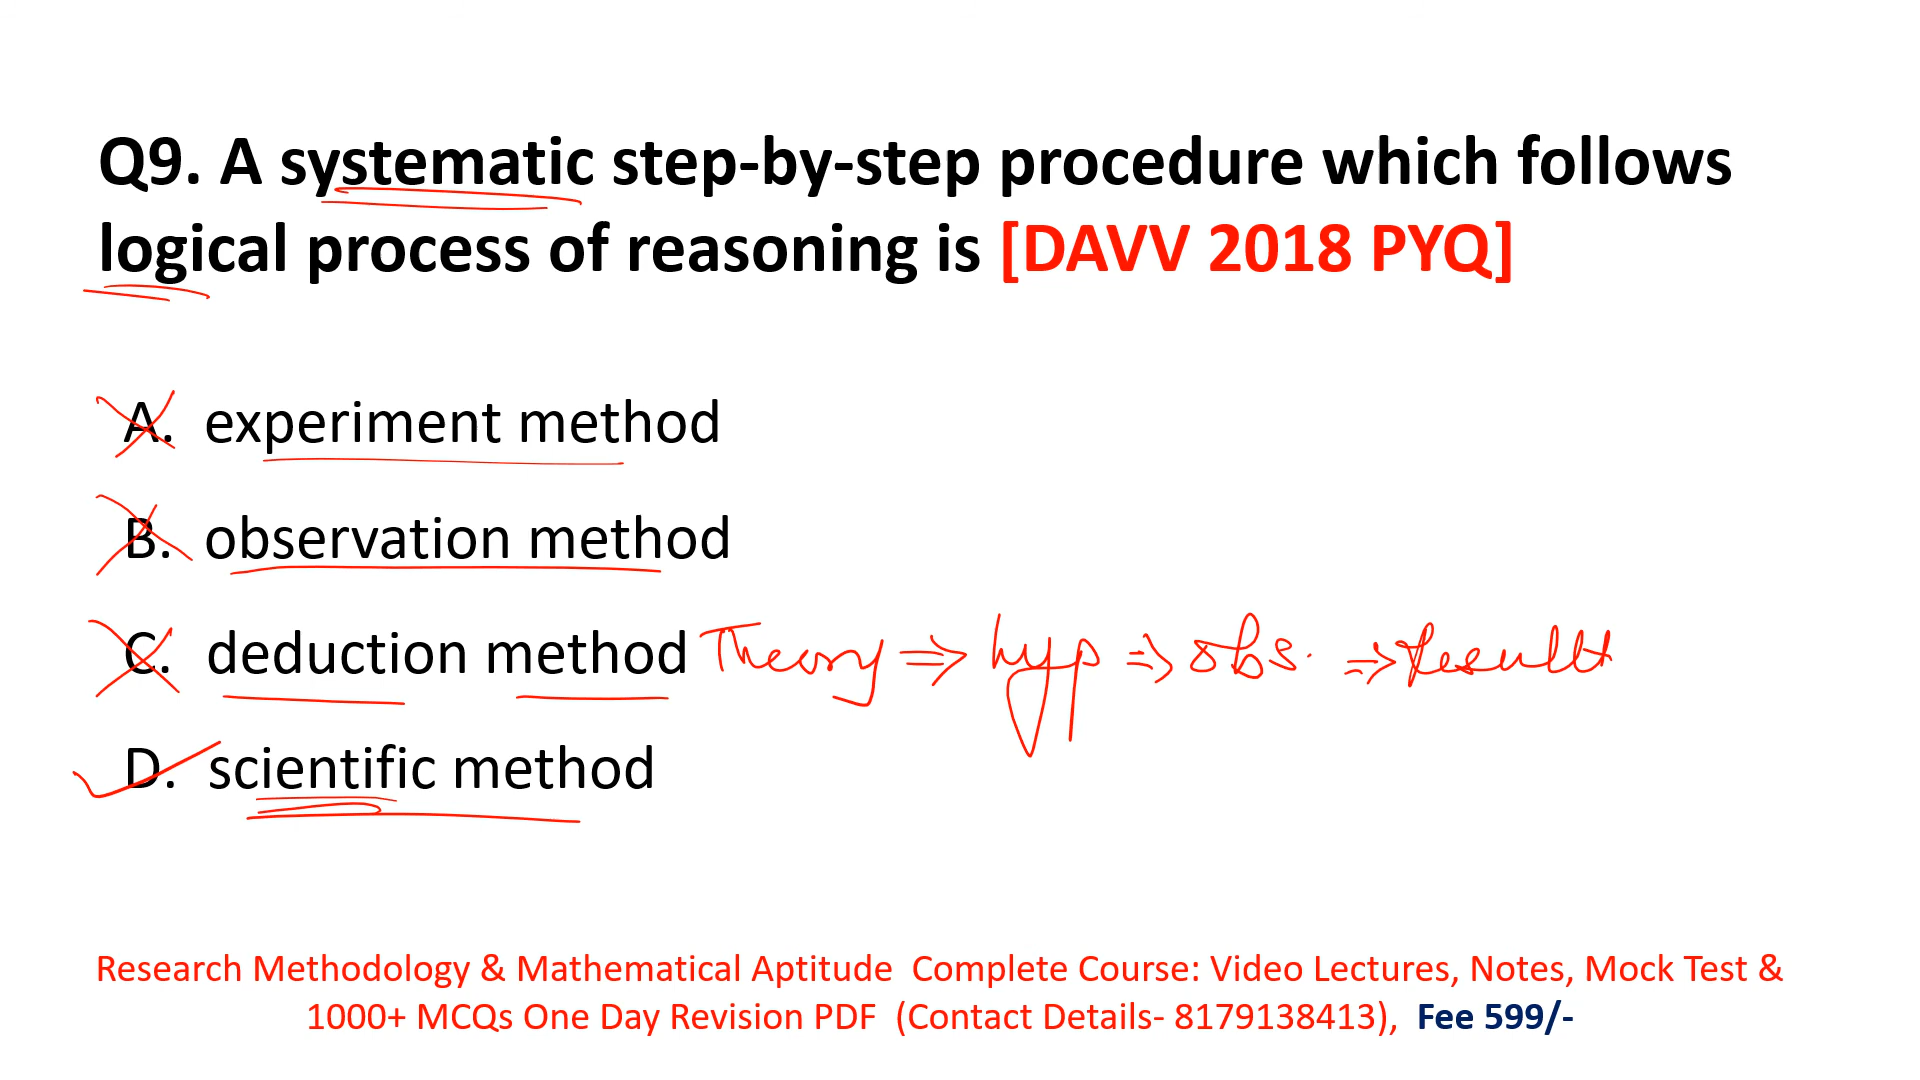 Q9. A systematic step-by-step procedure which follows
logical process of reasoning is [DAVV 2018 PYQ]
A. experiment method
B. observation method
C. deduction method Theory ⇒ hyp ⇒ obs. ⇒ Result
D. scientific method
Research Methodology & Mathematical Aptitude Complete Course: Video Lectures, Notes, Mock Test &
1000+ MCQs One Day Revision PDF (Contact Details- 8179138413), Fee 599/-